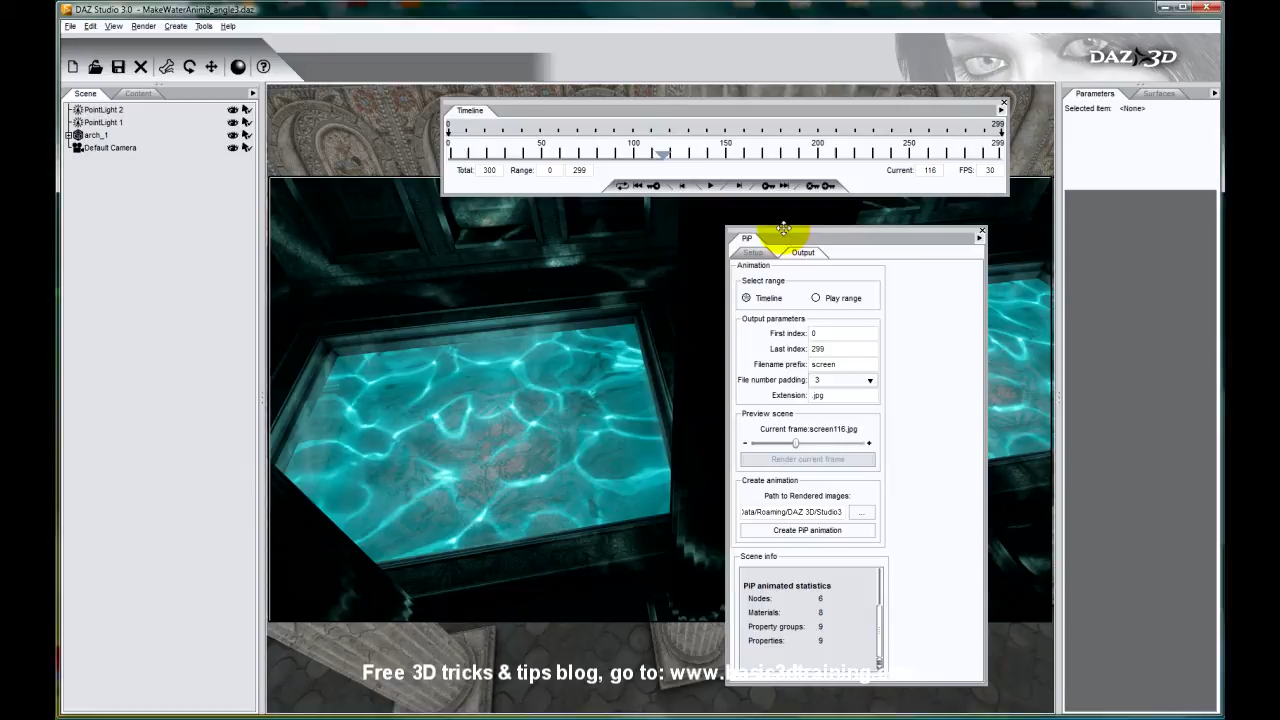 DAZ Studio 3.0 - MakeWaterAnim8_angle3.daz
File Edit View Render Create Tools Help
DAZ 3D
Scene Content
PointLight 2
PointLight 1
arch_1
Default Camera
Timeline
0 299
0 50 100 150 200 250 299
Total: 300 Range: 0 299 Current: 116 FPS: 30
PiP
Setup Output
Animation
Select range
Timeline Play range
Output parameters
First index: 0
Last index: 299
Filename prefix: screen
File number padding: 3
Extension: .jpg
Preview scene
Current frame:screen116.jpg
- +
Render current frame
Create animation
Path to Rendered images:
Data/Roaming/DAZ 3D/Studio3 ...
Create PiP animation
Scene info
PiP animated statistics
Nodes: 6
Materials: 8
Property groups: 9
Properties: 9
Parameters Surfaces
Selected Item: <None>
Free 3D tricks & tips blog, go to: www.basic3dtraining.